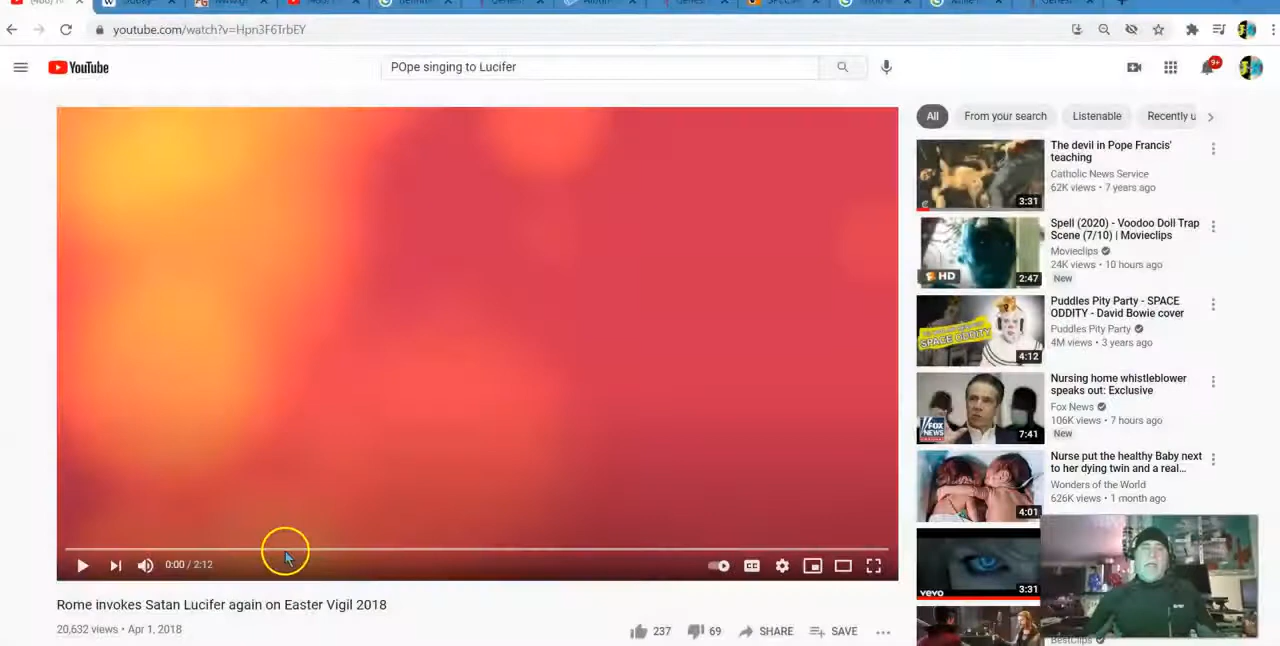 youtube.com/watch?v=Hpn3F6TrbEY
YouTube
POpe singing to Lucifer
9+
All
From your search
Listenable
Recently u
The devil in Pope Francis'
teaching
Catholic News Service
62K views • 7 years ago
3:31
Spell (2020) - Voodoo Doll Trap
Scene (7/10) | Movieclips
Movieclips
24K views • 10 hours ago
New
HD
2:47
Puddles Pity Party - SPACE
ODDITY - David Bowie cover
Puddles Pity Party
4M views • 3 years ago
SPACE ODDITY
4:12
Nursing home whistleblower
speaks out: Exclusive
Fox News
106K views • 7 hours ago
New
FOX
NEWS
7:41
Nurse put the healthy Baby next
to her dying twin and a real...
Wonders of the World
626K views • 1 month ago
4:01
vevo
3:31
0:00 / 2:12
CC
Rome invokes Satan Lucifer again on Easter Vigil 2018
20,632 views • Apr 1, 2018
237
69
SHARE
SAVE